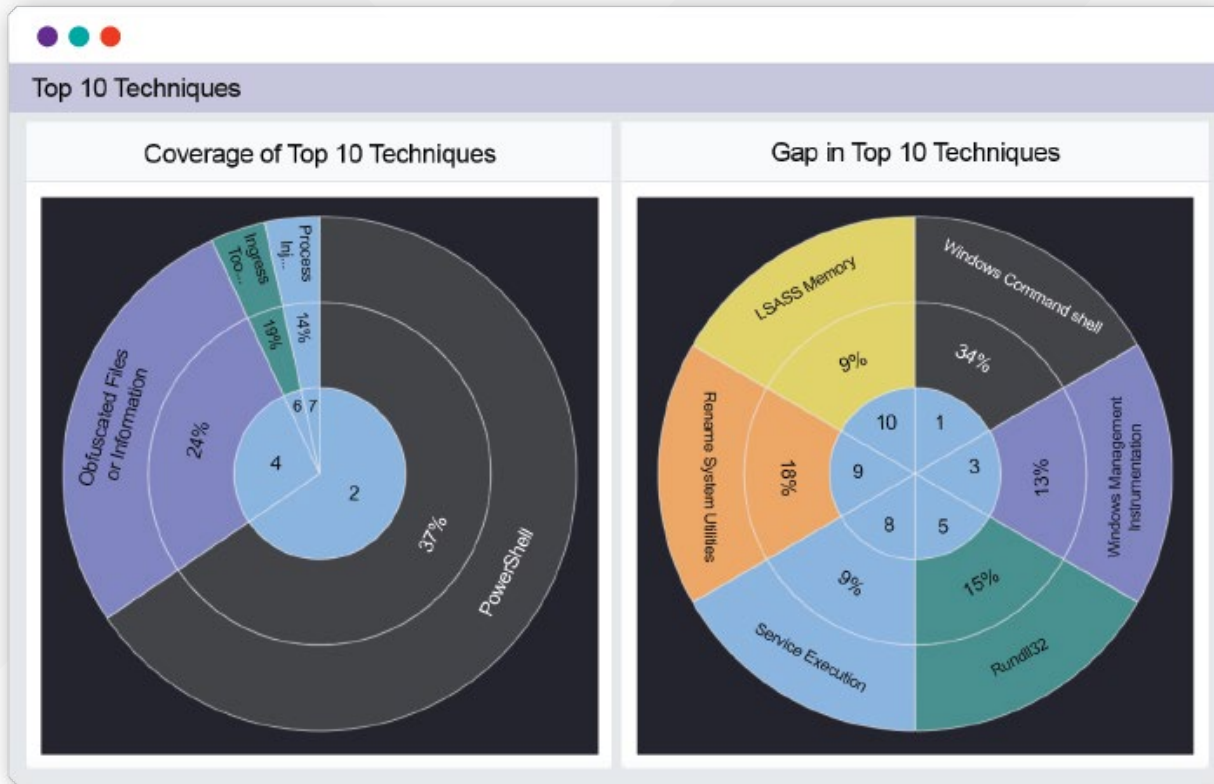 Top 10 Techniques
Coverage of Top 10 Techniques
Process
Inj...
14%
7
Ingress
Too...
19%
6
Obfuscated Files
or Information
24%
4
2
37%
PowerShell
Gap in Top 10 Techniques
Windows Command shell
34%
1
Windows Management
Instrumentation
13%
3
Rundll32
15%
5
Service Execution
9%
8
Rename System Utilities
18%
9
LSASS Memory
9%
10